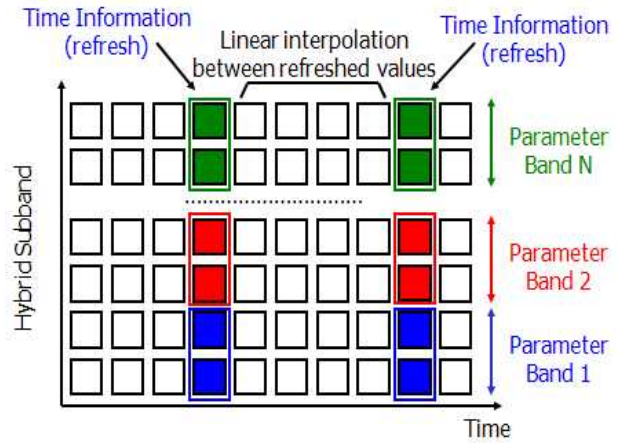 Time Information
(refresh)
Linear interpolation
between refreshed values
Time Information
(refresh)
Hybrid Subband
Parameter
Band N
Parameter
Band 2
Parameter
Band 1
Time